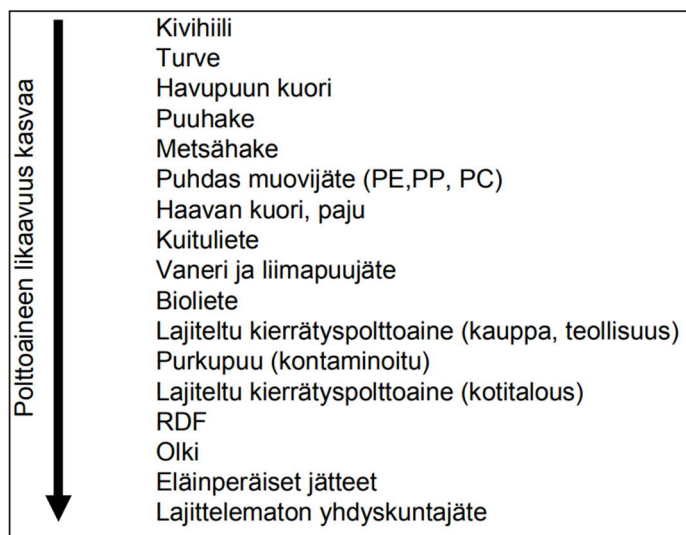 Polttoaineen likaavuus kasvaa
Kivihiili
Turve
Havupuun kuori
Puuhake
Metsähake
Puhdas muovijäte (PE,PP, PC)
Haavan kuori, paju
Kuituliete
Vaneri ja liimapuujäte
Bioliete
Lajiteltu kierrätyspolttoaine (kauppa, teollisuus)
Purkupuu (kontaminoitu)
Lajiteltu kierrätyspolttoaine (kotitalous)
RDF
Olki
Eläinperäiset jätteet
Lajittelematon yhdyskuntajäte